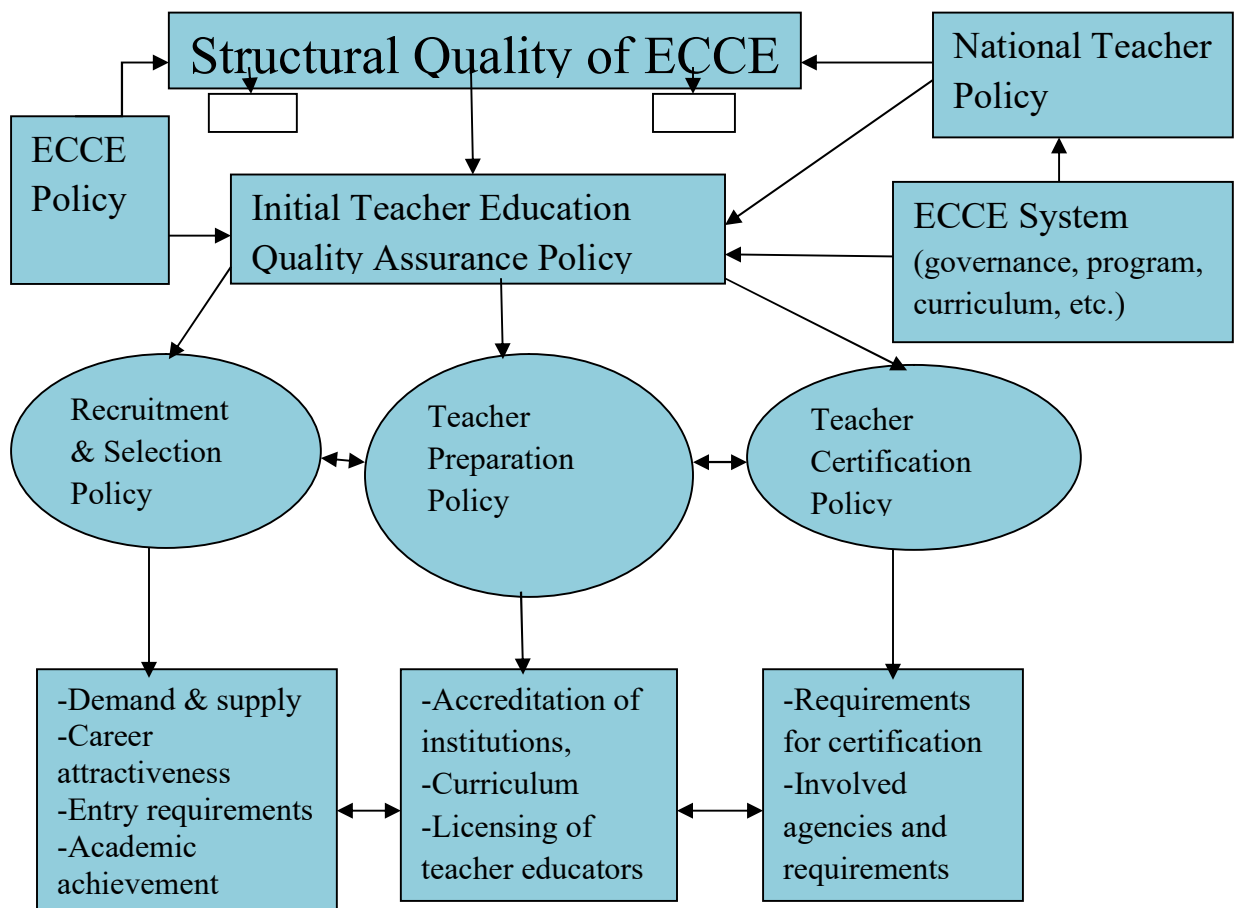 Structural Quality of ECCE
National Teacher
Policy
ECCE
Policy
Initial Teacher Education
Quality Assurance Policy
ECCE System
(governance, program,
curriculum, etc.)
Recruitment
& Selection
Policy
Teacher
Preparation
Policy
Teacher
Certification
Policy
-Demand & supply
-Career
attractiveness
-Entry requirements
-Academic
achievement
-Accreditation of
institutions,
-Curriculum
-Licensing of
teacher educators
-Requirements
for certification
-Involved
agencies and
requirements